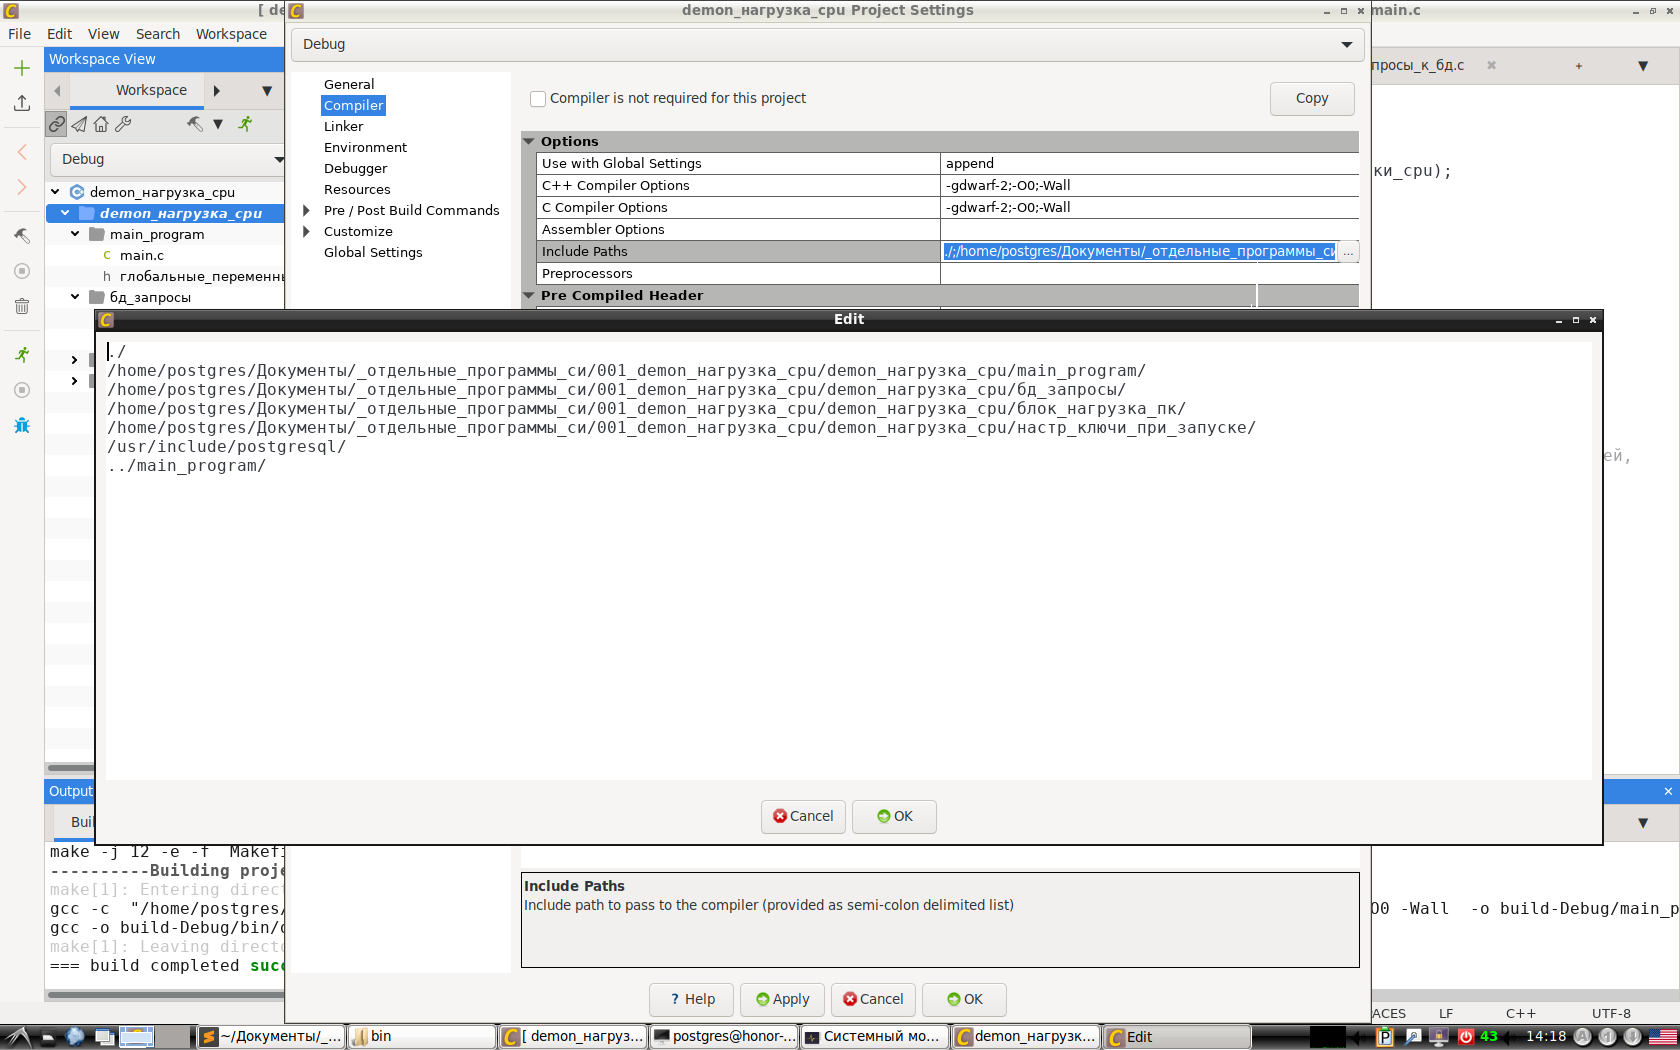 [ de
demon_нагрузка_cpu Project Settings
main.c
File Edit View Search Workspace
Debug
Workspace View
просы_к_бд.c
Workspace
General
Compiler
Linker
Environment
Debugger
Resources
Pre / Post Build Commands
Customize
Global Settings
Compiler is not required for this project
Copy
Options
Use with Global Settings append
C++ Compiler Options -gdwarf-2;-O0;-Wall
C Compiler Options -gdwarf-2;-O0;-Wall
Assembler Options
Include Paths ./;/home/postgres/Документы/_отдельные_программы_си ...
Preprocessors
Pre Compiled Header
ки_cpu);
Debug
demon_нагрузка_cpu
demon_нагрузка_cpu
main_program
main.c
глобальные_переменн
бд_запросы
Edit
./
/home/postgres/Документы/_отдельные_программы_си/001_demon_нагрузка_cpu/demon_нагрузка_cpu/main_program/
/home/postgres/Документы/_отдельные_программы_си/001_demon_нагрузка_cpu/demon_нагрузка_cpu/бд_запросы/
/home/postgres/Документы/_отдельные_программы_си/001_demon_нагрузка_cpu/demon_нагрузка_cpu/блок_нагрузка_пк/
/home/postgres/Документы/_отдельные_программы_си/001_demon_нагрузка_cpu/demon_нагрузка_cpu/настр_ключи_при_запуске/
/usr/include/postgresql/
../main_program/
ей,
Cancel OK
Output
Buil
make -j 12 -e -f Makefi
----------Building proje
make[1]: Entering direct
gcc -c "/home/postgres/
gcc -o build-Debug/bin/
make[1]: Leaving direct
=== build completed succ
O0 -Wall -o build-Debug/main_p
Include Paths
Include path to pass to the compiler (provided as semi-colon delimited list)
? Help Apply Cancel OK
ACES LF C++ UTF-8
~/Документы/_... bin [ demon_нагруз... postgres@honor-... Системный мо... demon_нагрузк... Edit
43 14:18